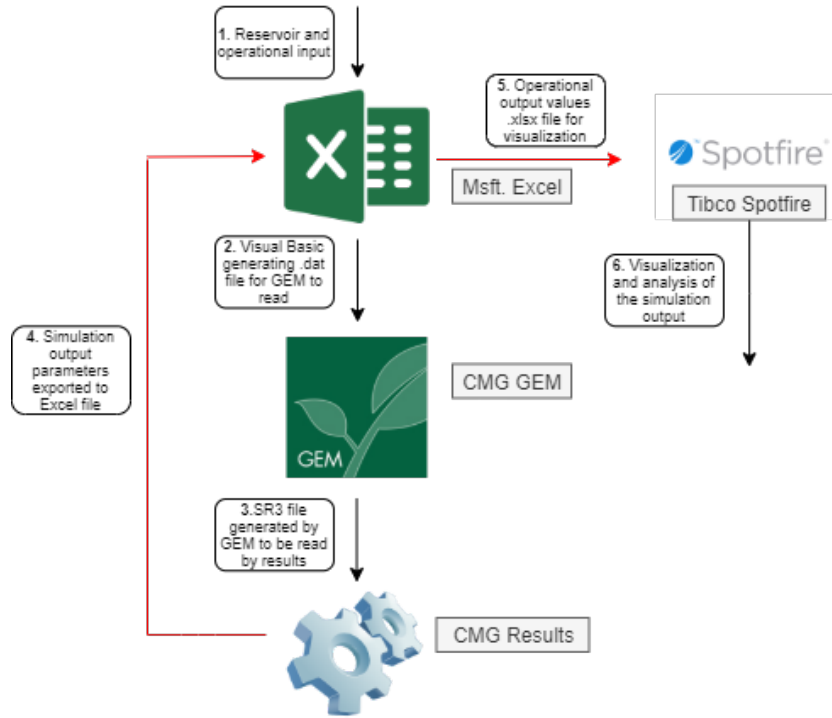 1. Reservoir and
operational input
5. Operational
output values
.xlsx file for
visualization
X
Spotfire®
Msft. Excel
Tibco Spotfire
2. Visual Basic
generating .dat
file for GEM to
read
6. Visualization
and analysis of
the simulation
output
4. Simulation
output
parameters
exported to
Excel file
CMG GEM
GEM
3.SR3 file
generated by
GEM to be read
by results
CMG Results